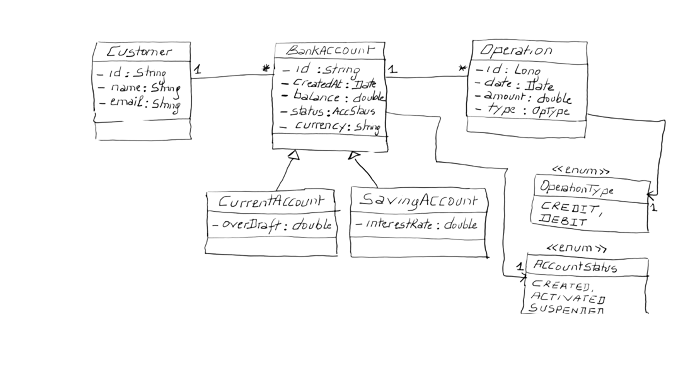 Customer
- id : String
- name : String
- email : String
1
*
BankAccount
- id : String
- createdAt : Date
- balance : double
- status : AccStaus
- currency : String
1
*
Operation
- id : Long
- date : Date
- amount : double
- type : OpType
CurrentAccount
- overDraft : double
SavingAccount
- interestRate : double
<<enum>>
OperationType
CREDIT,
DEBIT
1
<<enum>>
1
AccountStatus
CREATED,
ACTIVATED
SUSPENDED